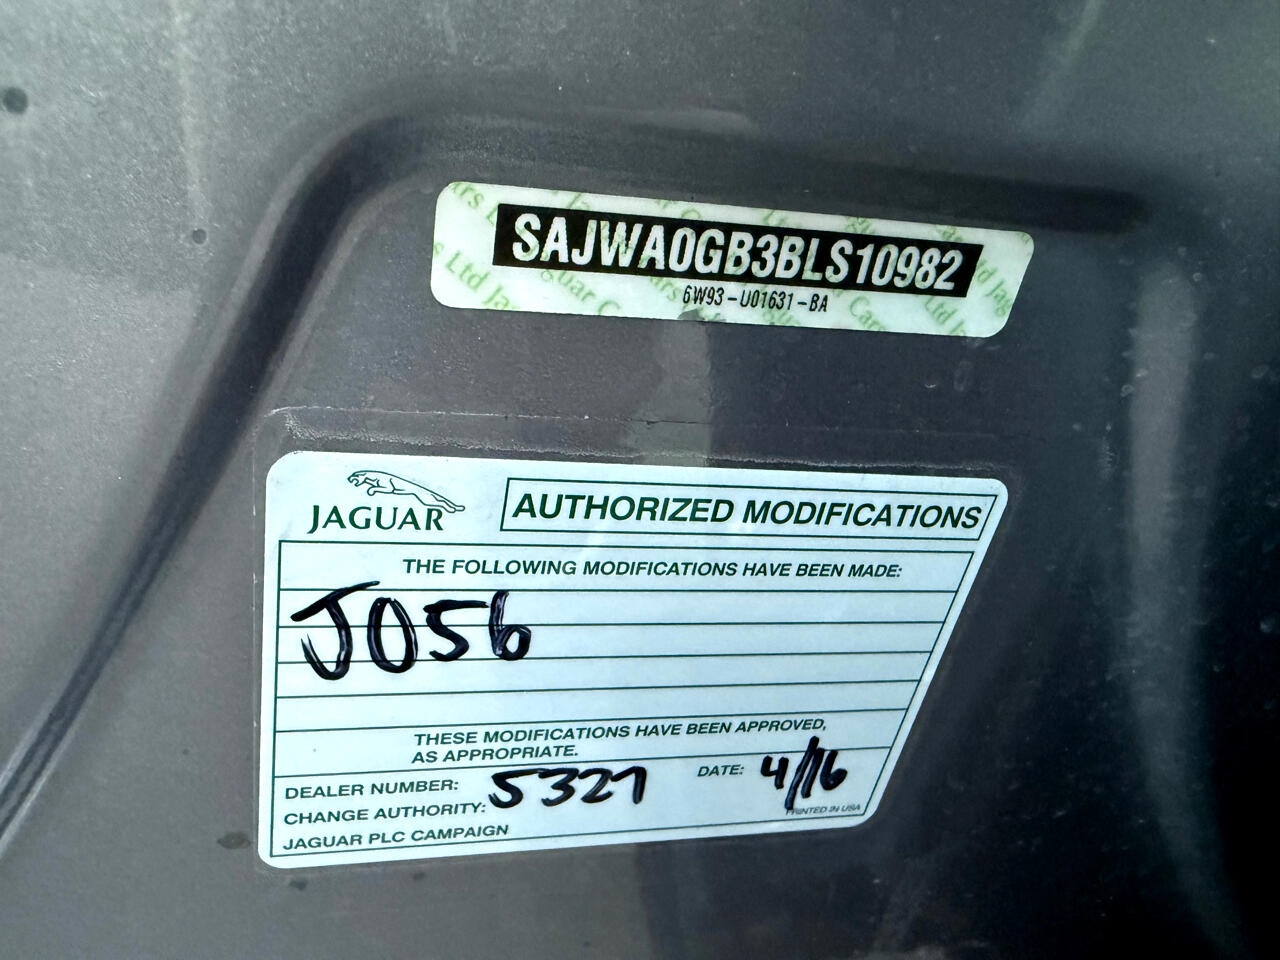 SAJWA0GB3BLS10982
6W93-U01631-BA
JAGUAR
AUTHORIZED MODIFICATIONS
THE FOLLOWING MODIFICATIONS HAVE BEEN MADE:
J056
THESE MODIFICATIONS HAVE BEEN APPROVED,
AS APPROPRIATE.
DEALER NUMBER: 5327 DATE: 4/16
CHANGE AUTHORITY:
PRINTED IN USA
JAGUAR PLC CAMPAIGN